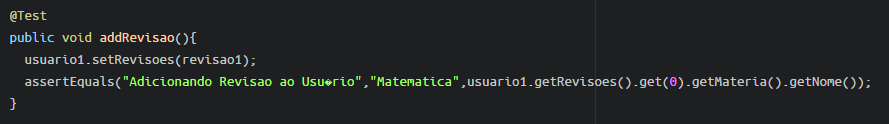 @Test
public void addRevisao(){
usuario1.setRevisoes(revisao1);
assertEquals("Adicionando Revisao ao Usu�rio","Matematica",usuario1.getRevisoes().get(0).getMateria().getNome());
}